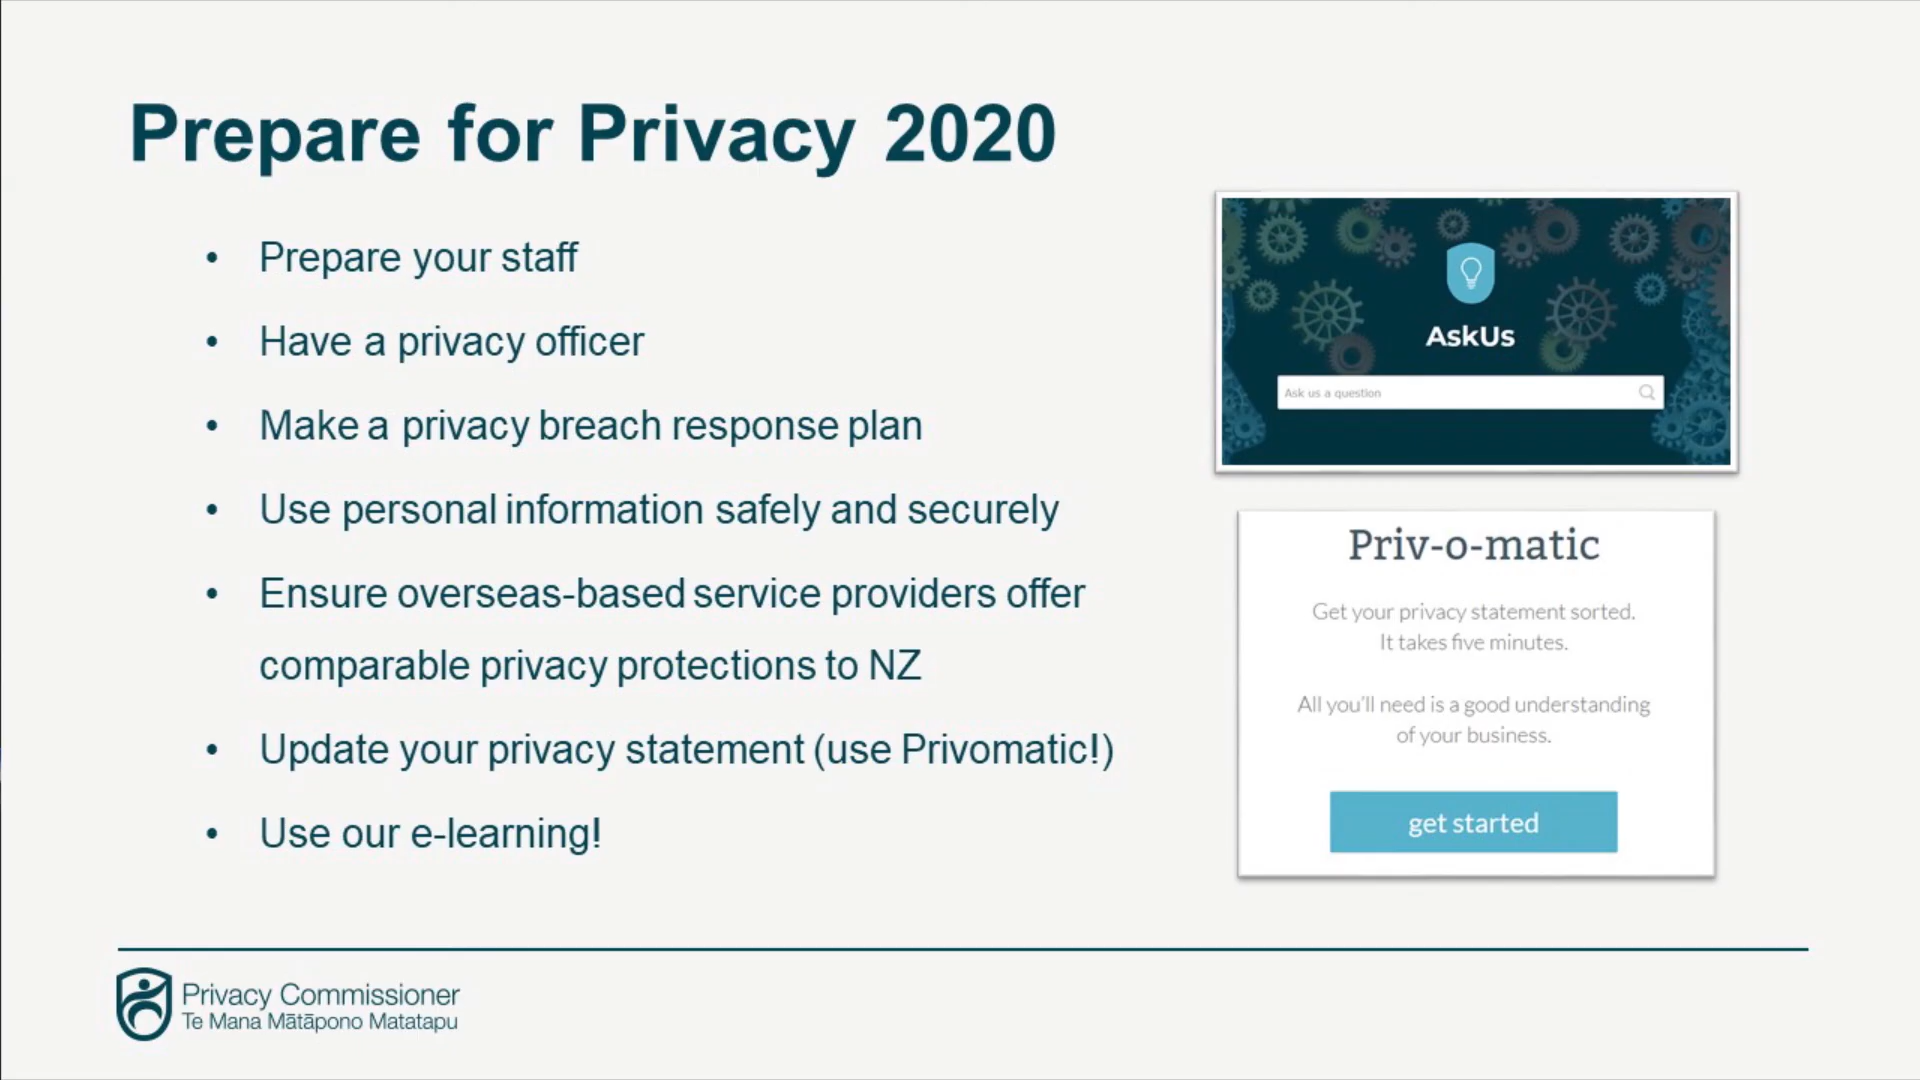 Prepare for Privacy 2020
• Prepare your staff
• Have a privacy officer
• Make a privacy breach response plan
• Use personal information safely and securely
• Ensure overseas-based service providers offer
comparable privacy protections to NZ
• Update your privacy statement (use Privomatic!)
• Use our e-learning!
AskUs
Ask us a question
Priv-o-matic
Get your privacy statement sorted.
It takes five minutes.
All you'll need is a good understanding
of your business.
get started
Privacy Commissioner
Te Mana Mātāpono Matatapu